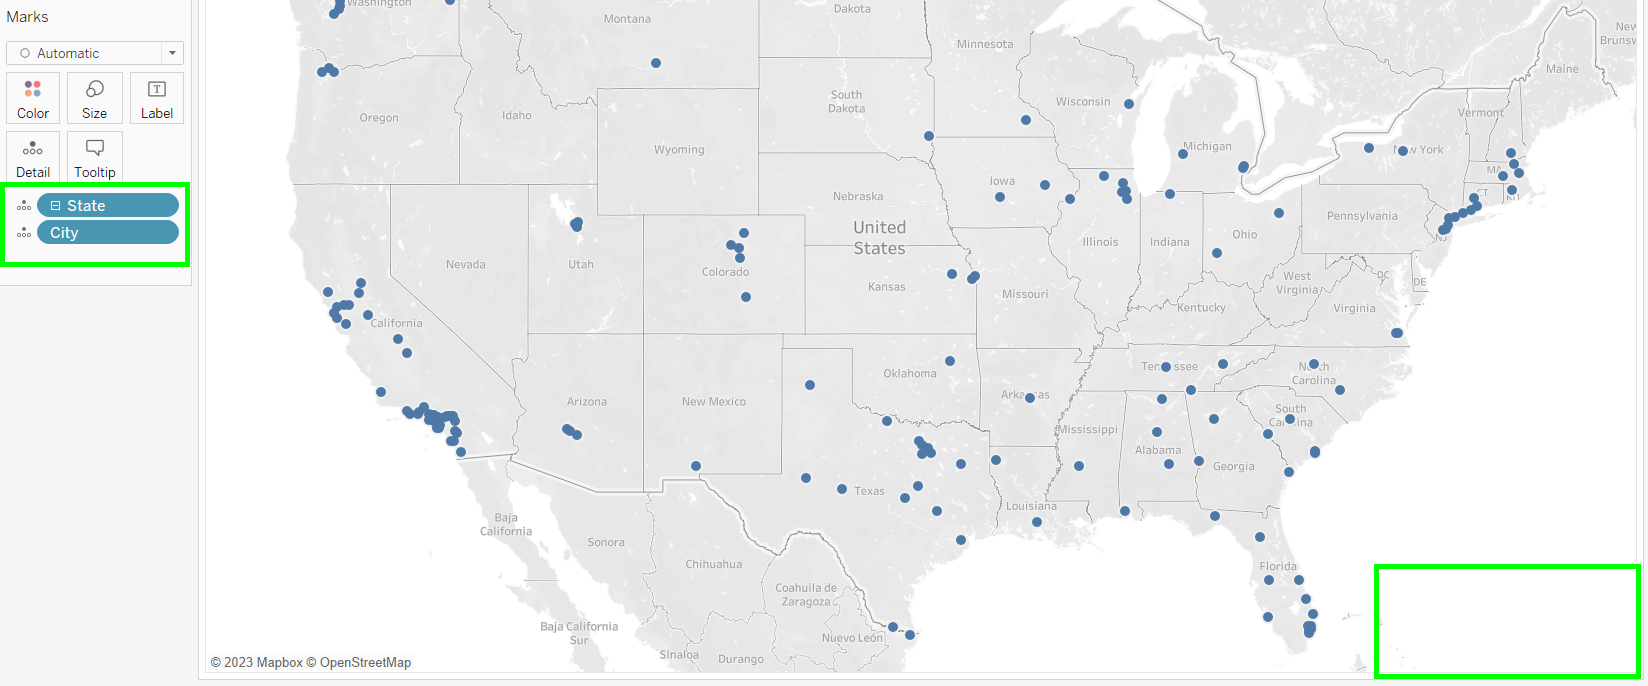 Marks
Automatic
Color
Size
Label
Detail
Tooltip
State
City
Washington
Montana
Dakota
Minnesota
New
Brunsw
Maine
Oregon
Idaho
South
Dakota
Wisconsin
Vermont
Wyoming
Michigan
New York
Iowa
MA
Nebraska
CT
RI
United
States
Pennsylvania
Nevada
Utah
Colorado
Illinois
Indiana
Ohio
NJ
Kansas
Missouri
West
Virginia
DC
DE
California
Kentucky
Virginia
Oklahoma
Tennessee
North
Carolina
Arizona
New Mexico
Arkansas
South
Carolina
Mississippi
Alabama
Georgia
Texas
Louisiana
Baja
California
Sonora
Chihuahua
Florida
Coahuila de
Zaragoza
Baja California
Sur
Nuevo León
Sinaloa
Durango
© 2023 Mapbox © OpenStreetMap